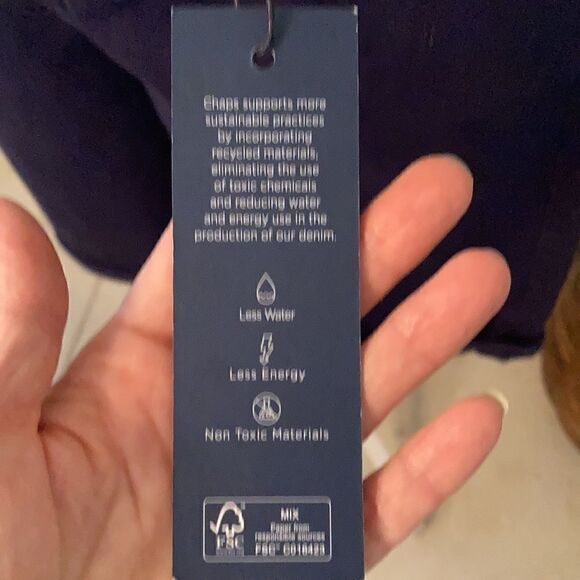 Chaps supports more
sustainable practices
by incorporating
recycled materials,
eliminating the use
of toxic chemicals
and reducing water
and energy use in the
production of our denim.
Less Water
Less Energy
Non Toxic Materials
FSC
MIX
Paper from
responsible sources
FSC®